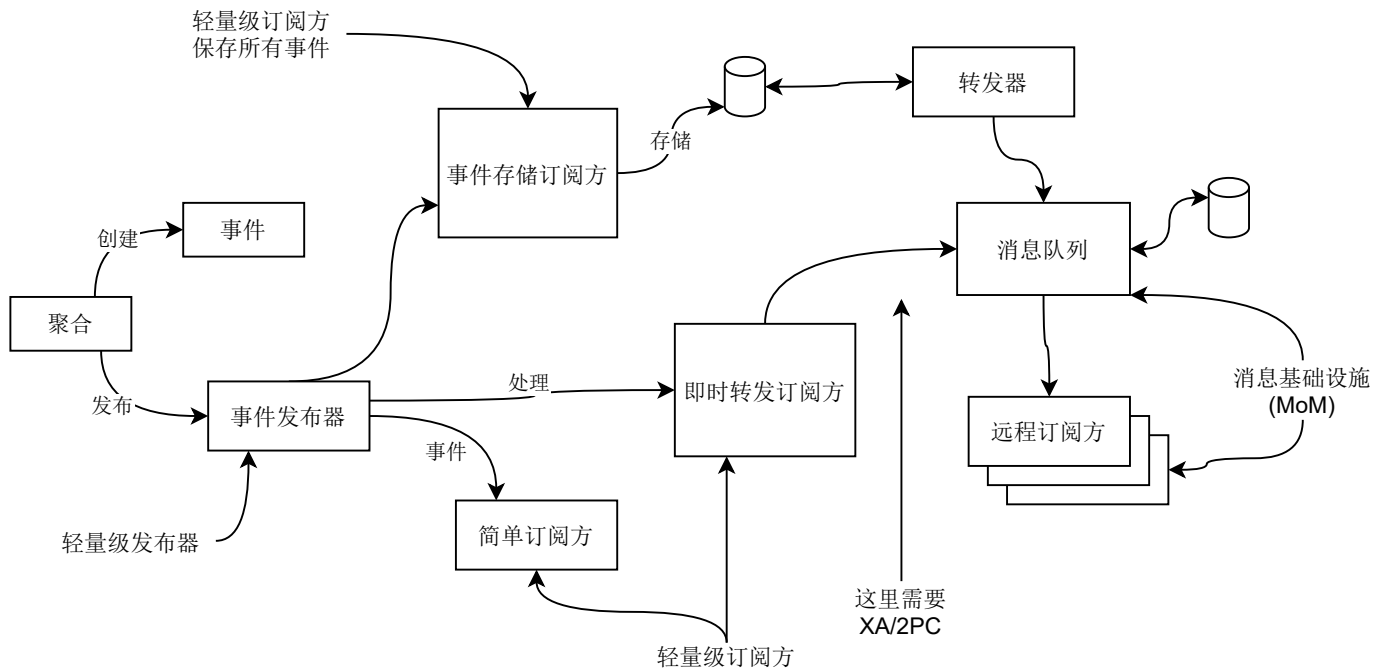 轻量级订阅方
保存所有事件
转发器
存储
事件存储订阅方
事件
创建
消息队列
聚合
处理
即时转发订阅方
消息基础设施
(MoM)
发布
事件发布器
远程订阅方
事件
简单订阅方
轻量级发布器
这里需要
XA/2PC
轻量级订阅方